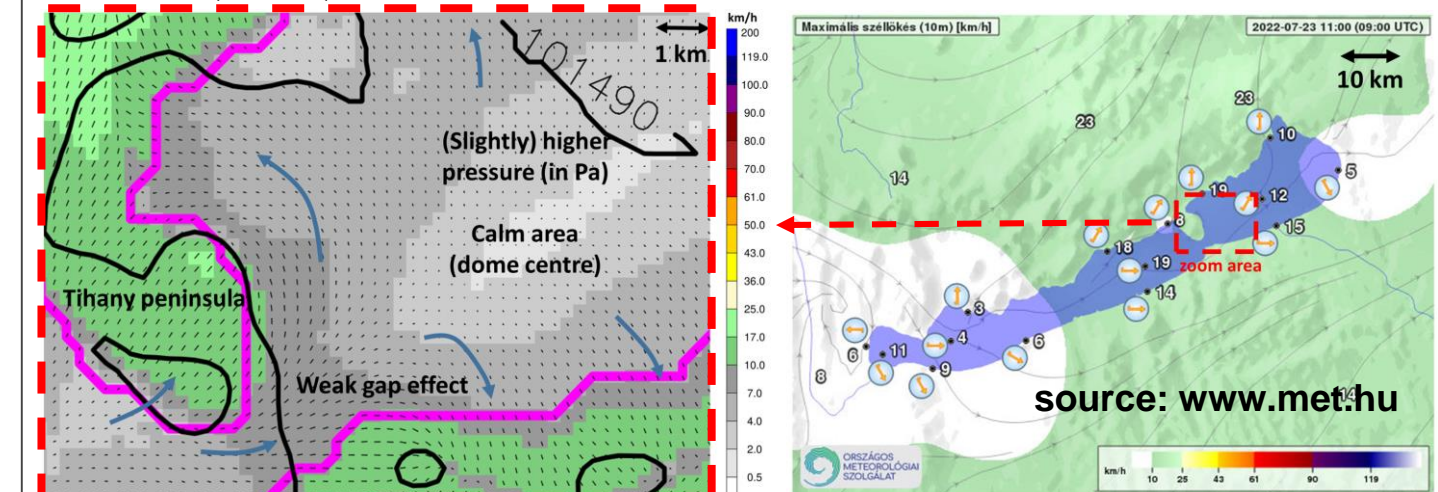 km/h
200
119.0
100.0
90.0
80.0
70.0
61.0
50.0
43.0
36.0
25.0
17.0
10.0
7.0
4.0
2.0
0.5
1 km
101490
(Slightly) higher
pressure (in Pa)
Calm area
(dome centre)
Tihany peninsula
Weak gap effect
Maximális széllökés (10m) [km/h]
2022-07-23 11:00 (09:00 UTC)
10 km
23
23
10
14
5
19
12
8
15
18
19
zoom area
14
3
4
6
6
11
9
8
14
source: www.met.hu
ORSZÁGOS
METEOROLÓGIAI
SZOLGÁLAT
km/h
10 25 43 61 90 119